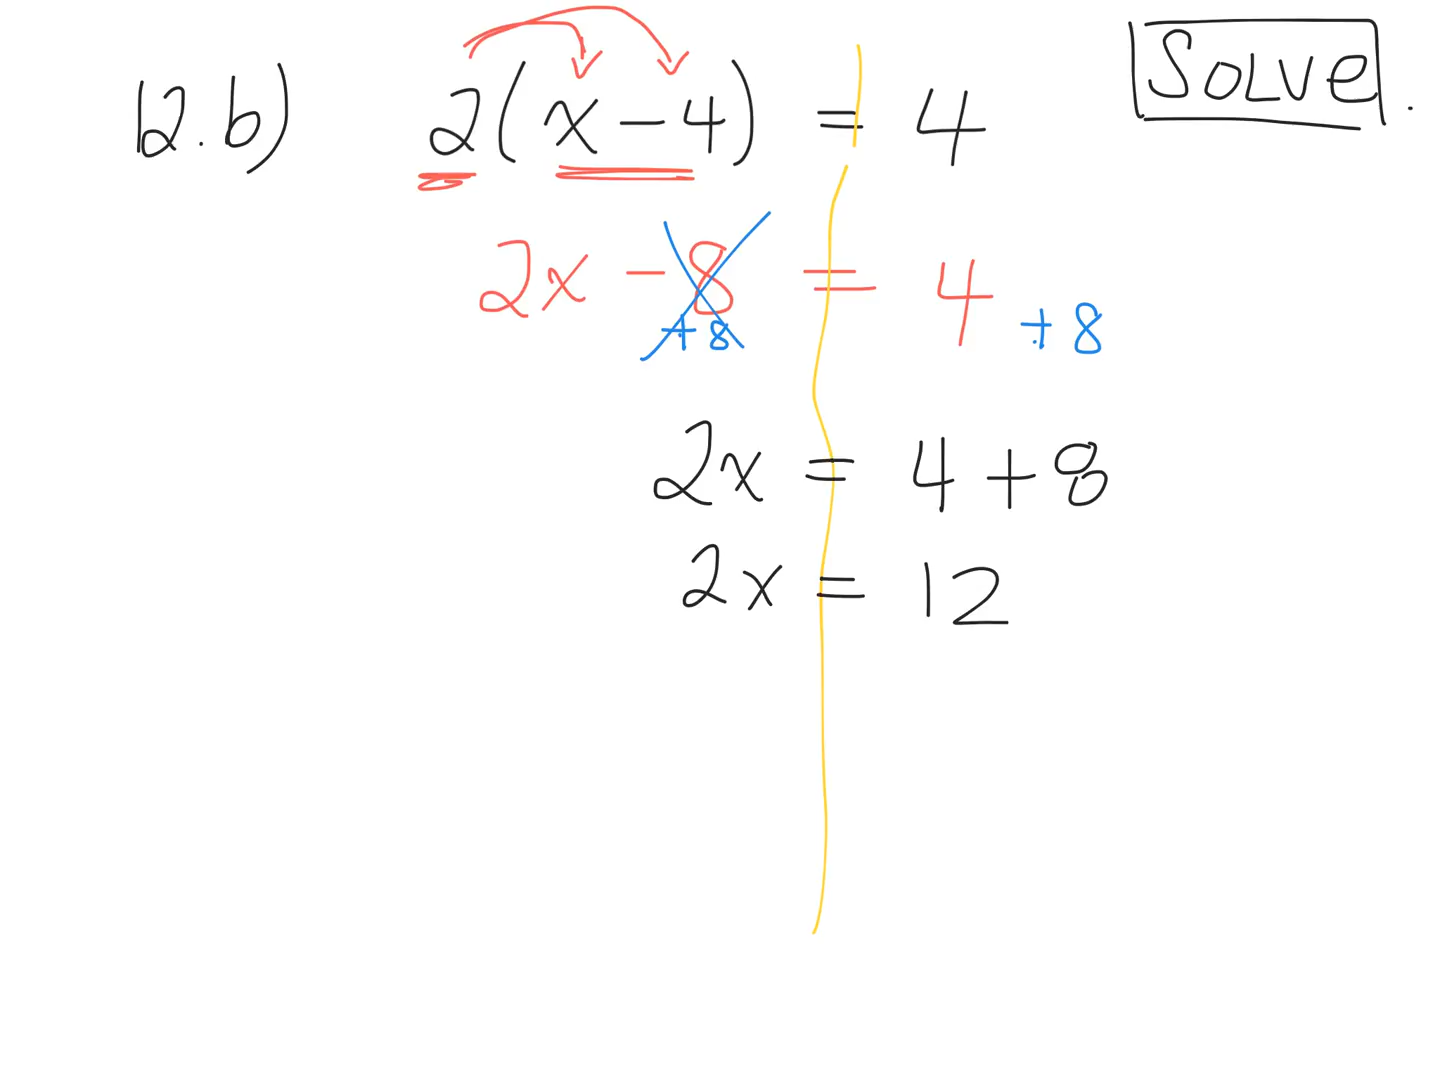 12.b) 2(x-4) = 4 SOLVE.
2x - 8 = 4
+8 +8
2x = 4+8
2x = 12